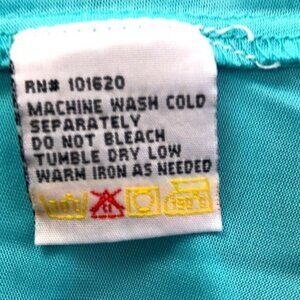 RN# 101620
MACHINE WASH COLD
SEPARATELY
DO NOT BLEACH
TUMBLE DRY LOW
WARM IRON AS NEEDED